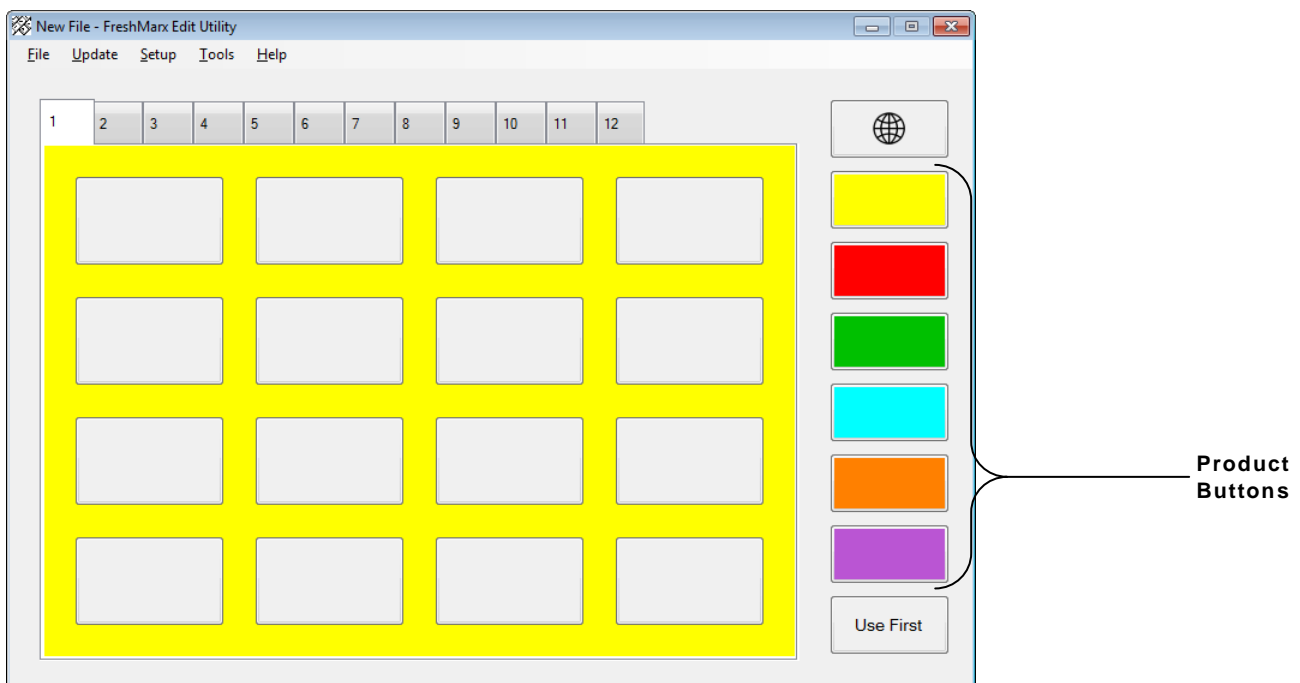 New File - FreshMarx Edit Utility
File Update Setup Tools Help
1 2 3 4 5 6 7 8 9 10 11 12
Product
Buttons
Use First